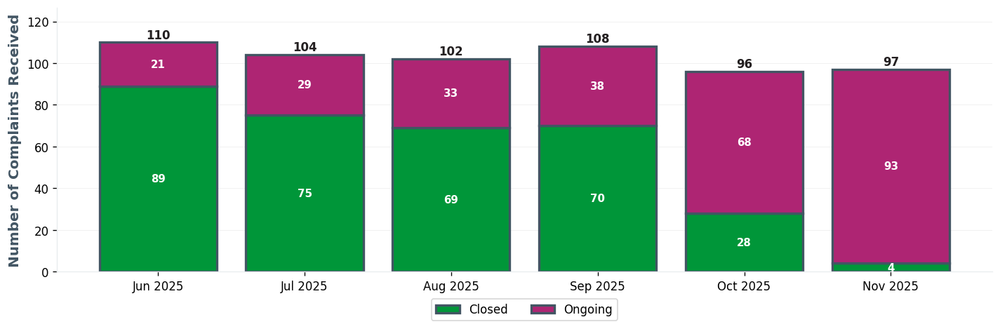 Number of Complaints Received
120
100
80
60
40
20
0
110
104
102
108
96
97
21
29
33
38
68
93
89
75
69
70
28
4
Jun 2025
Jul 2025
Aug 2025
Sep 2025
Oct 2025
Nov 2025
Closed
Ongoing